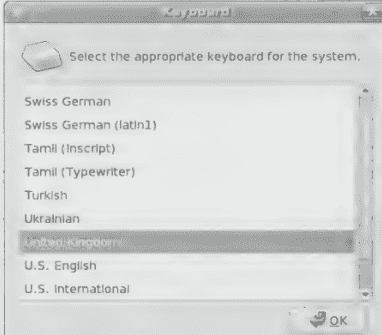 Keyboard
Select the appropriate keyboard for the system.
Swiss German
Swiss German (latin1)
Tamil (Inscript)
Tamil (Typewriter)
Turkish
Ukrainian
United Kingdom
U.S. English
U.S. International
OK